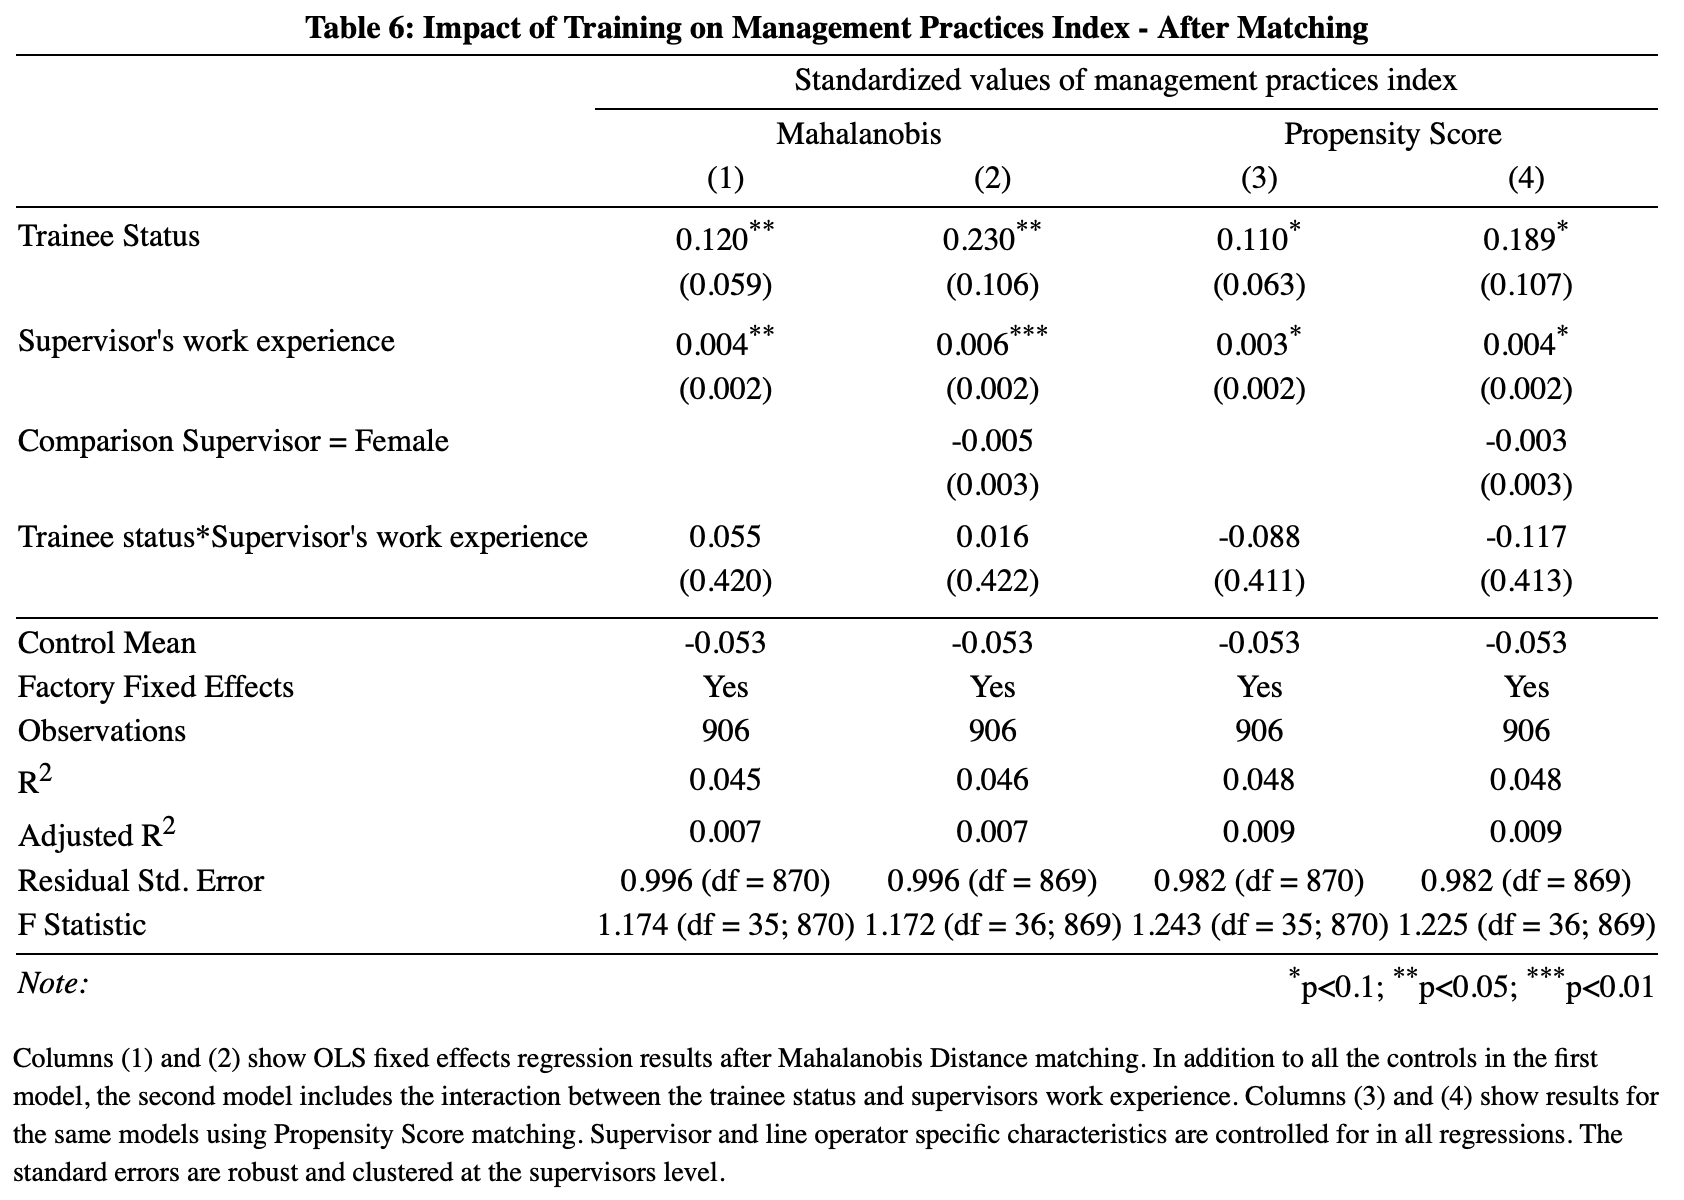 Table 6: Impact of Training on Management Practices Index - After Matching
Standardized values of management practices index
Mahalanobis Propensity Score
(1) (2) (3) (4)
Trainee Status 0.120** 0.230** 0.110* 0.189*
(0.059) (0.106) (0.063) (0.107)
Supervisor's work experience 0.004** 0.006*** 0.003* 0.004*
(0.002) (0.002) (0.002) (0.002)
Comparison Supervisor = Female -0.005 -0.003
(0.003) (0.003)
Trainee status*Supervisor's work experience 0.055 0.016 -0.088 -0.117
(0.420) (0.422) (0.411) (0.413)
Control Mean -0.053 -0.053 -0.053 -0.053
Factory Fixed Effects Yes Yes Yes Yes
Observations 906 906 906 906
R2 0.045 0.046 0.048 0.048
Adjusted R2 0.007 0.007 0.009 0.009
Residual Std. Error 0.996 (df = 870) 0.996 (df = 869) 0.982 (df = 870) 0.982 (df = 869)
F Statistic 1.174 (df = 35; 870) 1.172 (df = 36; 869) 1.243 (df = 35; 870) 1.225 (df = 36; 869)
Note: *p<0.1; **p<0.05; ***p<0.01
Columns (1) and (2) show OLS fixed effects regression results after Mahalanobis Distance matching. In addition to all the controls in the first
model, the second model includes the interaction between the trainee status and supervisors work experience. Columns (3) and (4) show results for
the same models using Propensity Score matching. Supervisor and line operator specific characteristics are controlled for in all regressions. The
standard errors are robust and clustered at the supervisors level.